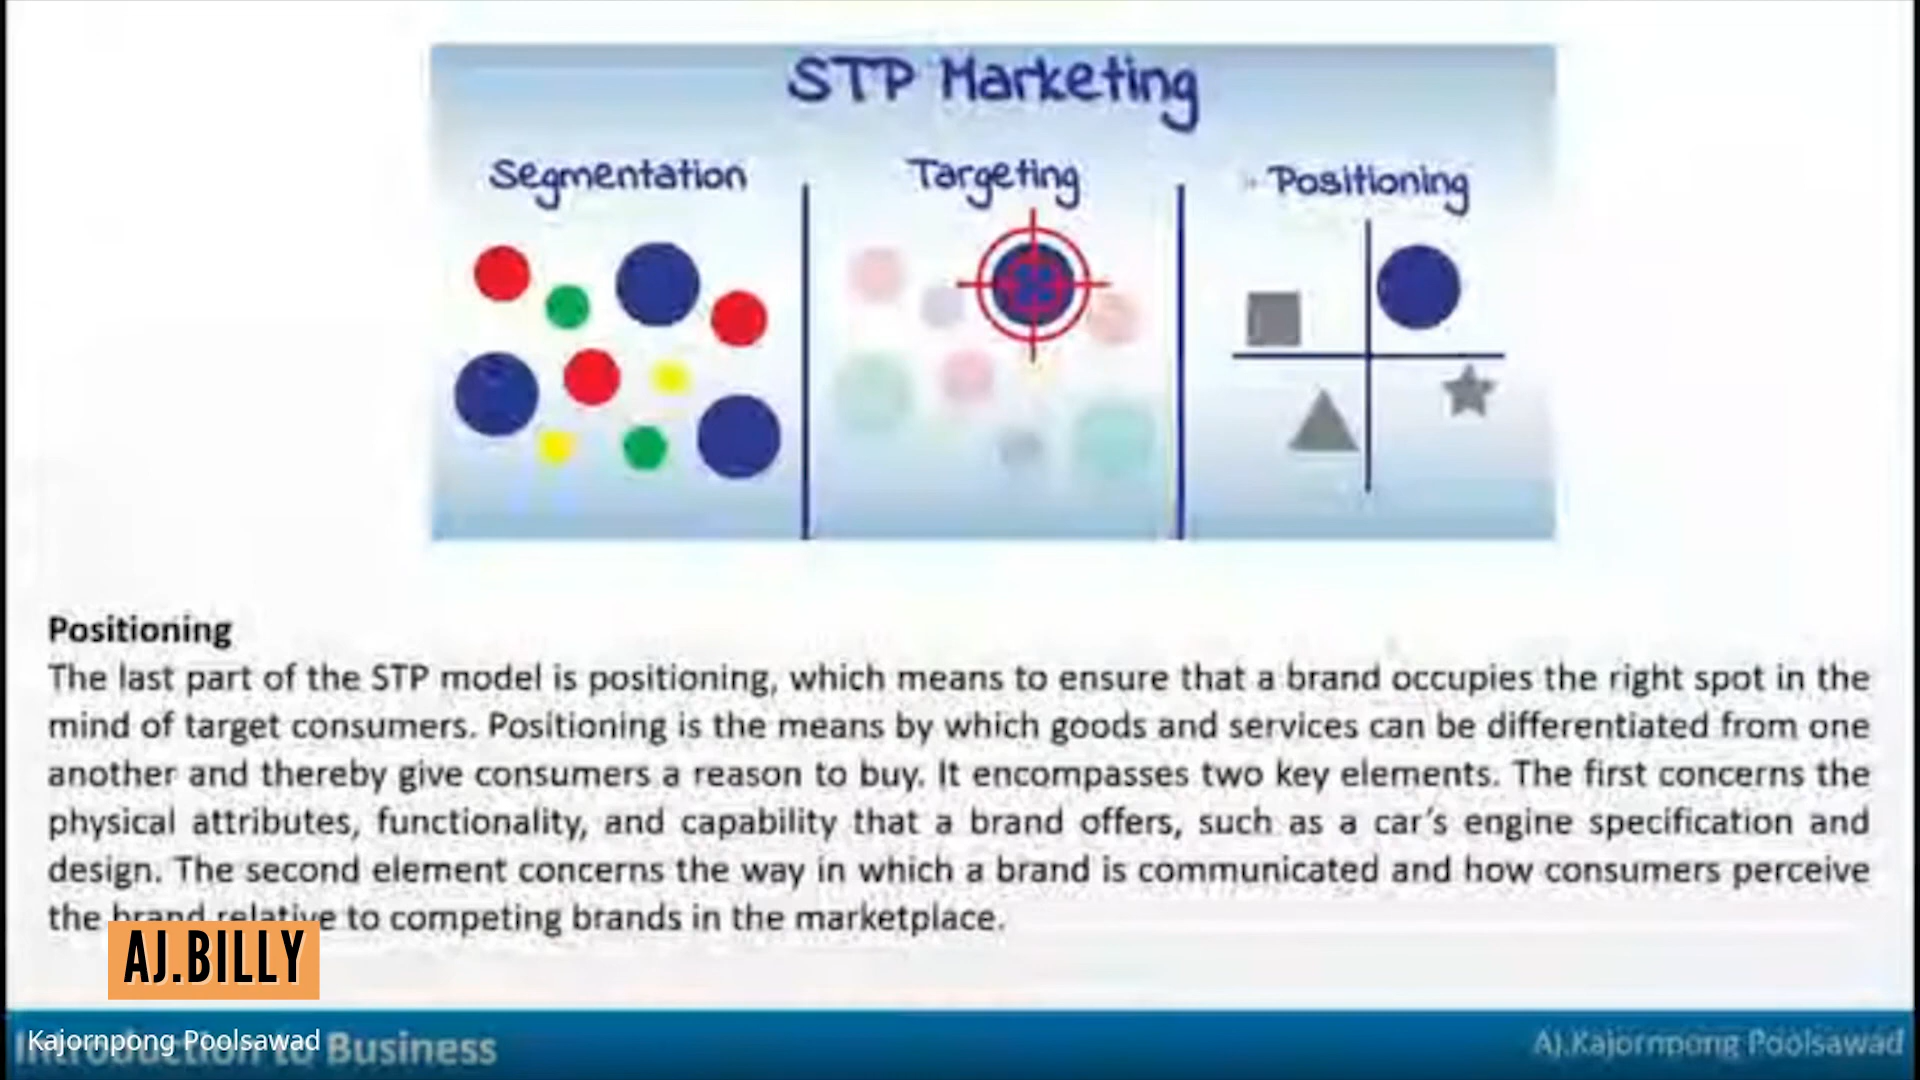 STP Marketing
Segmentation
Targeting
Positioning
Positioning
The last part of the STP model is positioning, which means to ensure that a brand occupies the right spot in the
mind of target consumers. Positioning is the means by which goods and services can be differentiated from one
another and thereby give consumers a reason to buy. It encompasses two key elements. The first concerns the
physical attributes, functionality, and capability that a brand offers, such as a car's engine specification and
design. The second element concerns the way in which a brand is communicated and how consumers perceive
the brand relative to competing brands in the marketplace.
AJ.BILLY
Kajornpong Poolsawad
Introduction to Business
AJ.Kajornpong Poolsawad